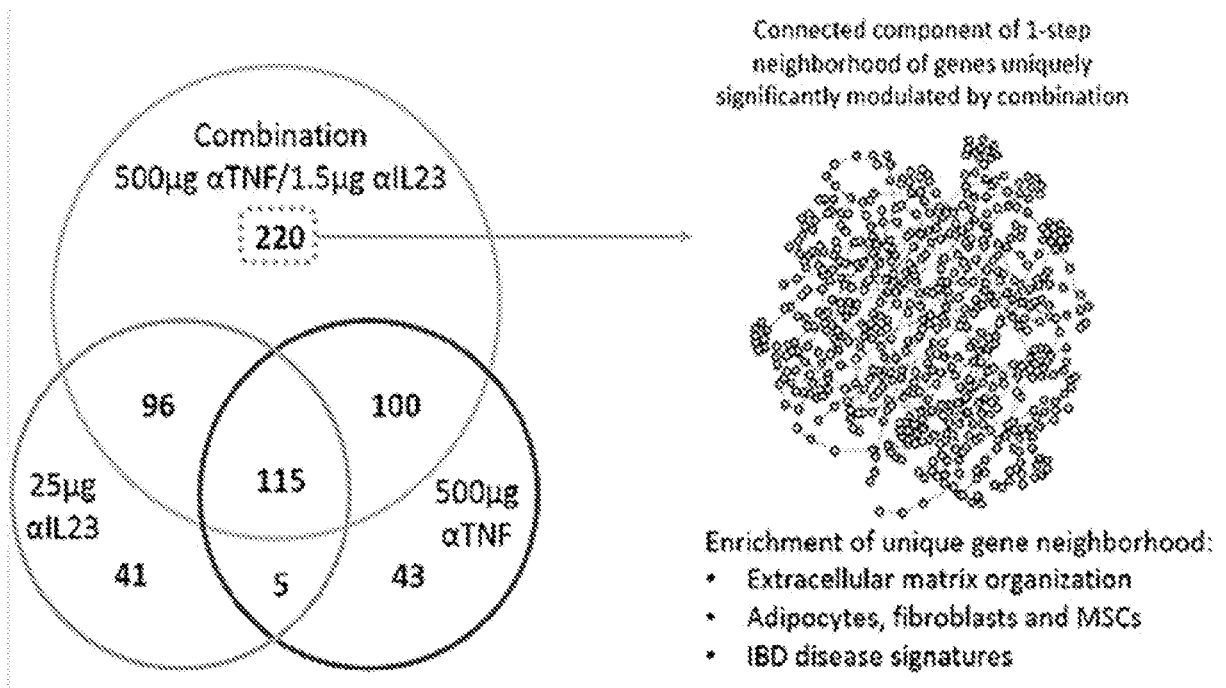 Connected component of 1-step
neighborhood of genes uniquely
significantly modulated by combination
Combination
500µg αTNF/1.5µg αIL23
220
96
100
115
25µg
αIL23
500µg
αTNF
41
5
43
Enrichment of unique gene neighborhood:
• Extracellular matrix organization
• Adipocytes, fibroblasts and MSCs
• IBD disease signatures